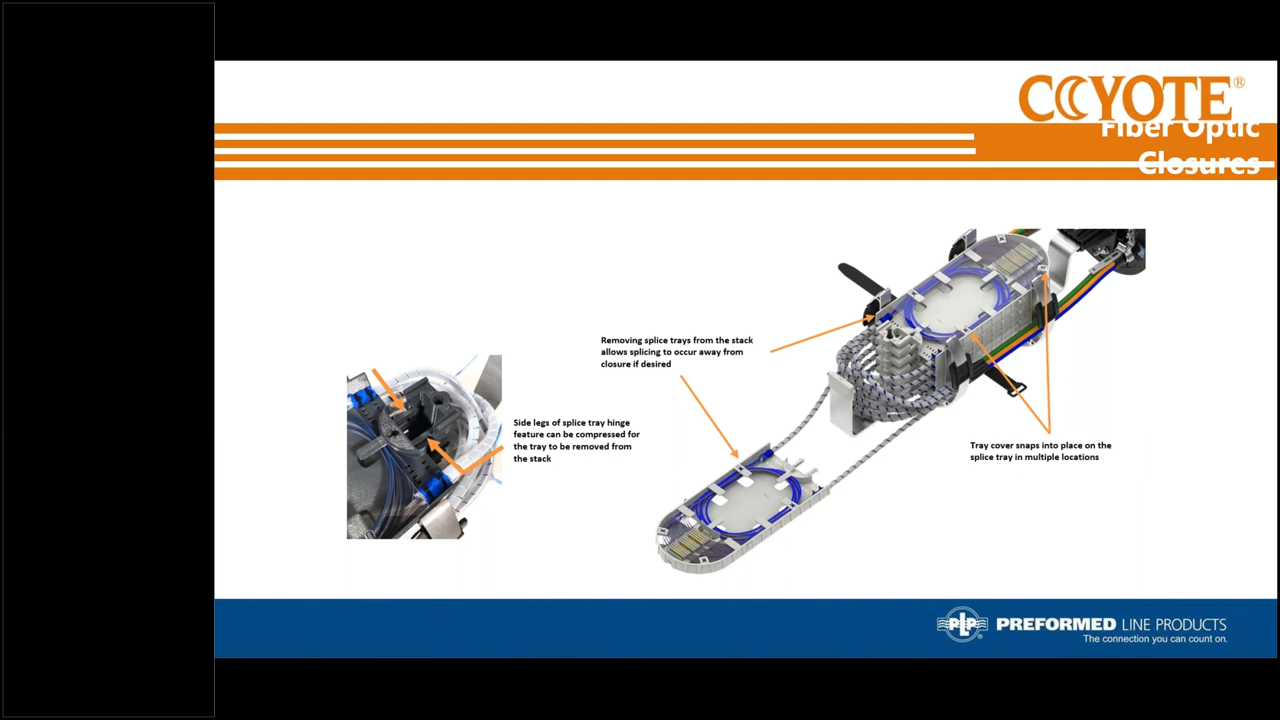 COYOTE®
Fiber Optic
Closures
Removing splice trays from the stack
allows splicing to occur away from
closure if desired
Side legs of splice tray hinge
feature can be compressed for
the tray to be removed from
the stack
Tray cover snaps into place on the
splice tray in multiple locations
PLP®
PREFORMED LINE PRODUCTS
The connection you can count on.